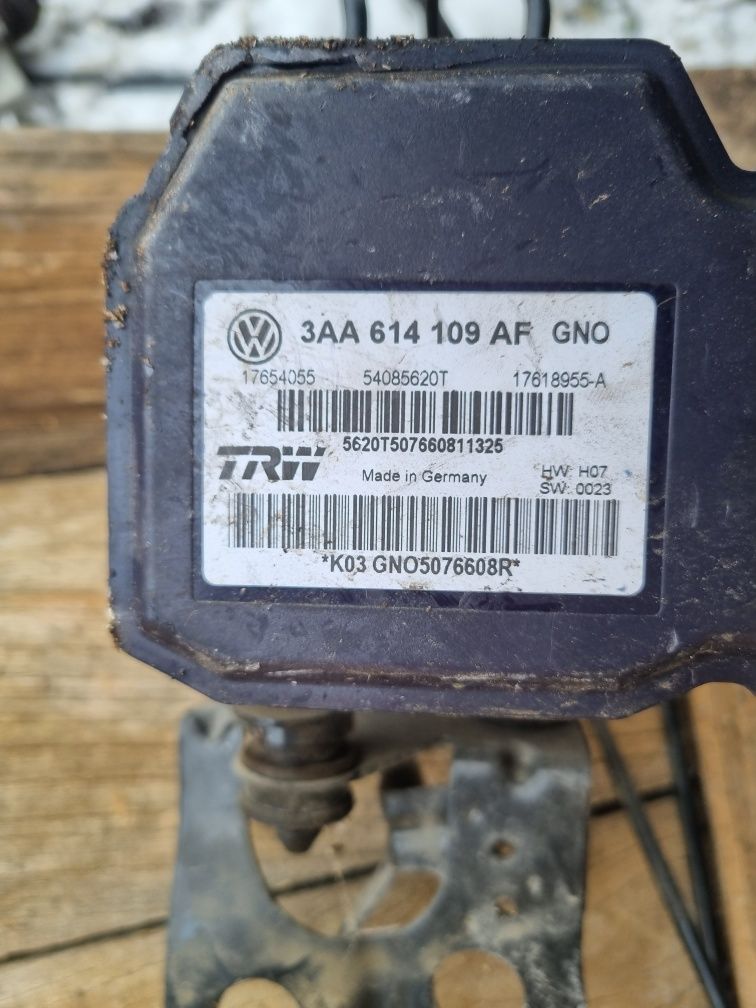 3AA 614 109 AF GNO
17654055 54085620T 17618955-A
5620T507660811325
TRW Made in Germany HW: H07
SW: 0023
*K03 GNO5076608R*